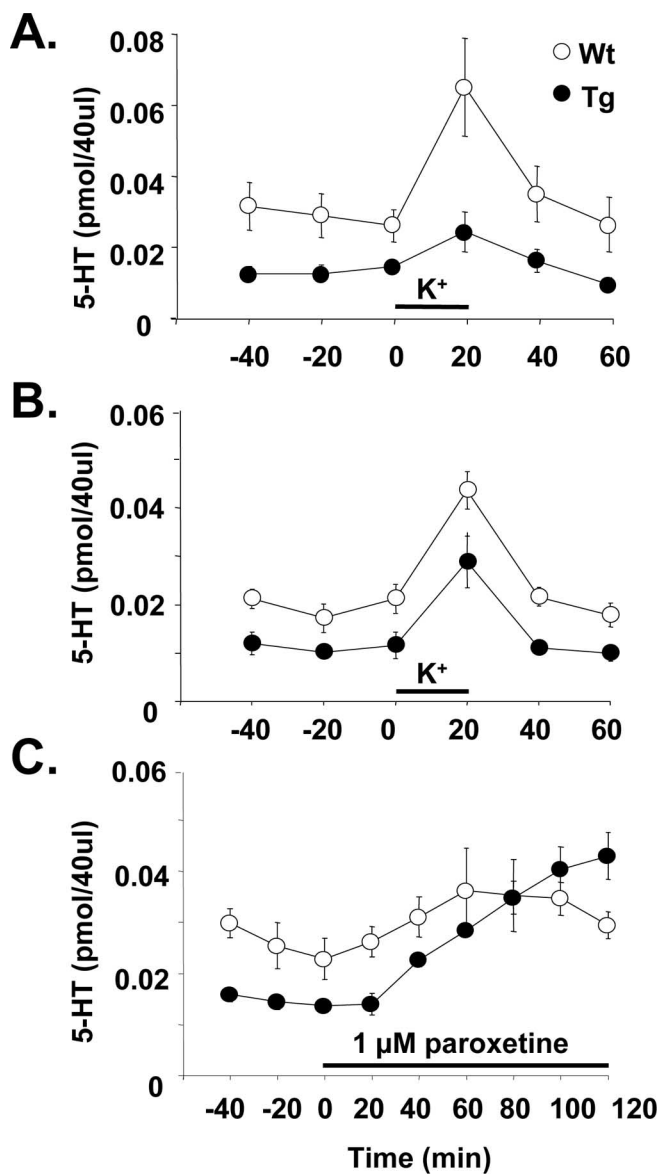 A.
0.08
0.06
0.04
0.02
0
5-HT (pmol/40ul)
Wt
Tg
K+
-40 -20 0 20 40 60
B.
0.06
0.04
0.02
0
5-HT (pmol/40ul)
K+
-40 -20 0 20 40 60
C.
0.06
0.04
0.02
0
5-HT (pmol/40ul)
1 µM paroxetine
-40 -20 0 20 40 60 80 100 120
Time (min)